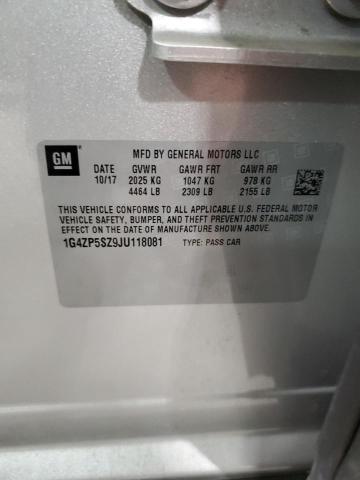 GM
MFD BY GENERAL MOTORS LLC
DATE GVWR GAWR FRT GAWR RR
10/17 2025 KG 1047 KG 978 KG
4464 LB 2309 LB 2155 LB
THIS VEHICLE CONFORMS TO ALL APPLICABLE U.S. FEDERAL MOTOR
VEHICLE SAFETY, BUMPER, AND THEFT PREVENTION STANDARDS
IN EFFECT ON THE DATE OF MANUFACTURE SHOWN ABOVE.
1G4ZP5SZ9JU118081 TYPE: PASS CAR